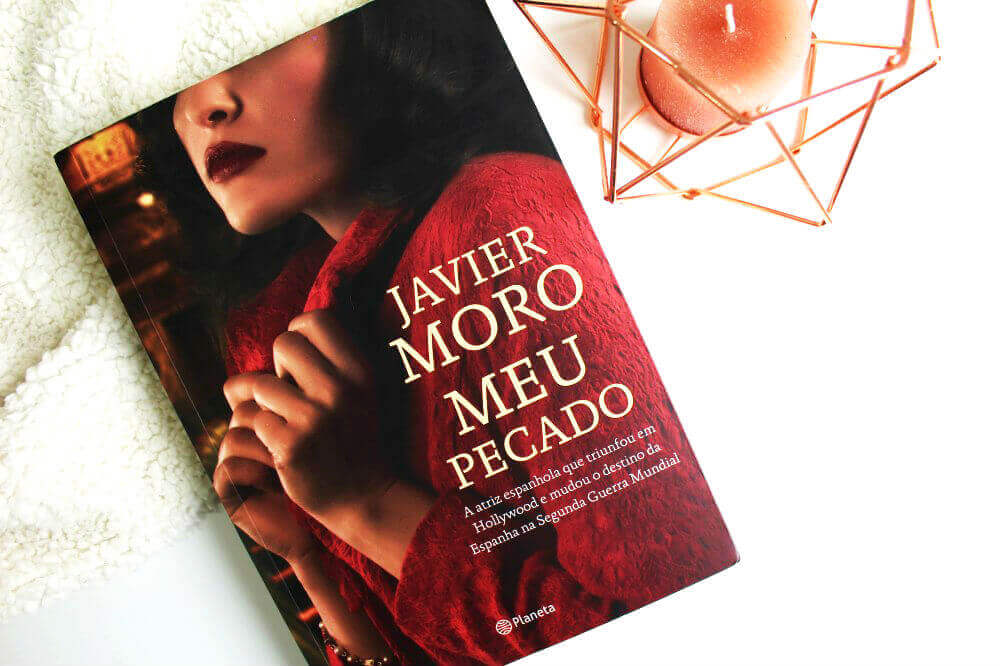 JAVIER
MORO
MEU
PECADO
A atriz espanhola que triunfou em
Hollywood e mudou o destino da
Espanha na Segunda Guerra Mundial
Planeta